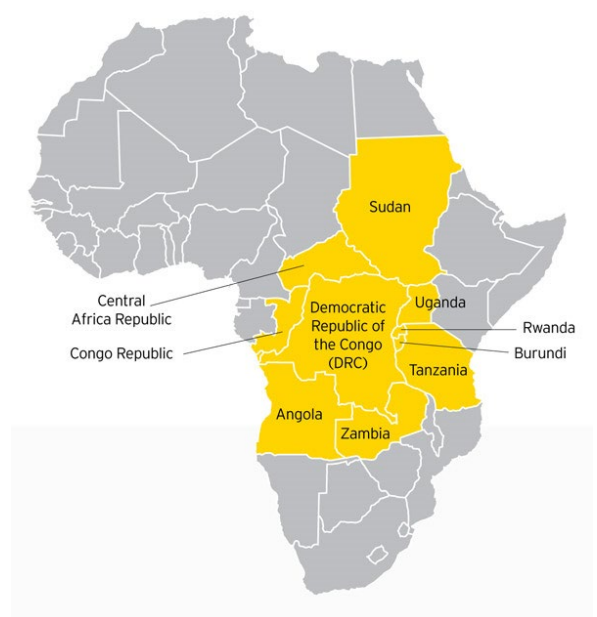 Sudan
Central
Africa Republic
Uganda
Democratic
Republic of
the Congo
(DRC)
Rwanda
Congo Republic
Burundi
Tanzania
Angola
Zambia